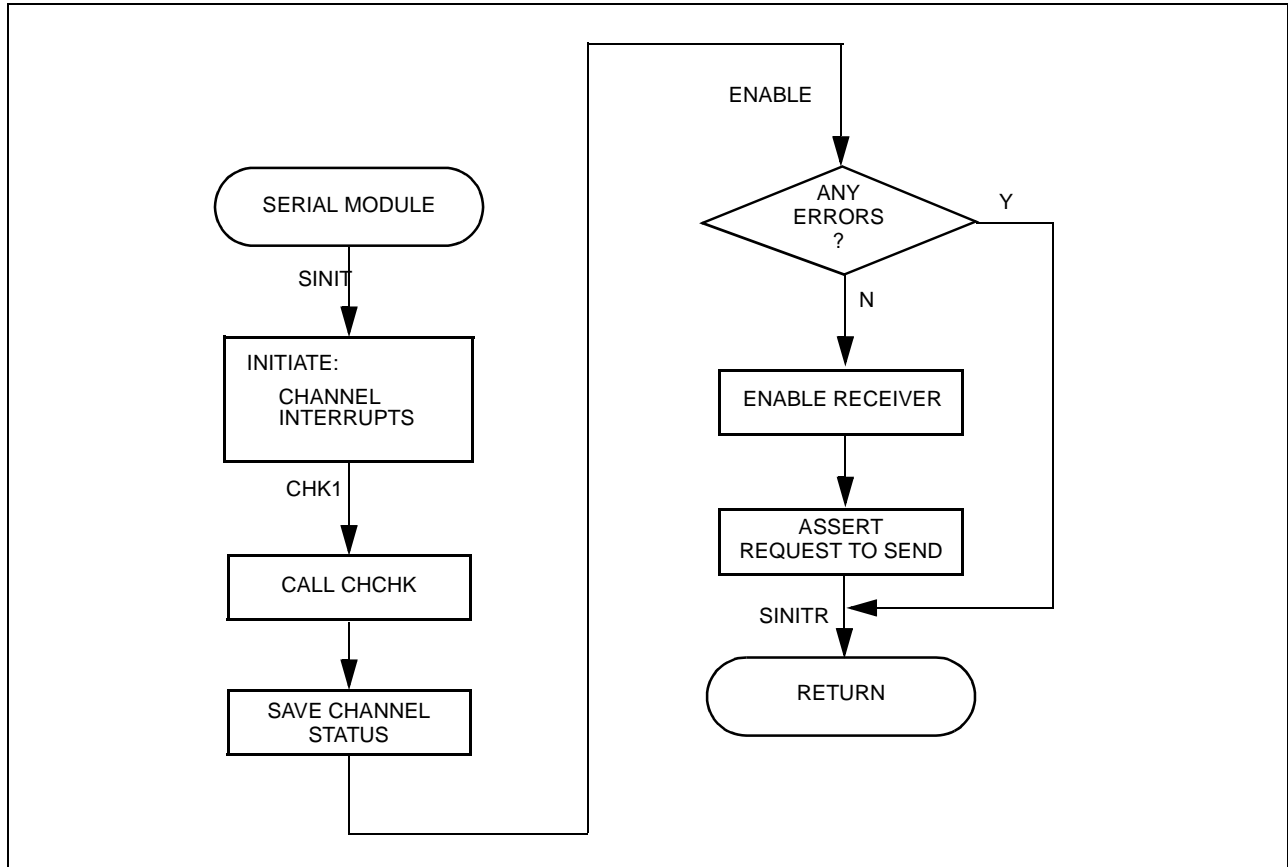 SERIAL MODULE
SINIT
INITIATE:
CHANNEL
INTERRUPTS
CHK1
CALL CHCHK
SAVE CHANNEL
STATUS
ENABLE
ANY
ERRORS
?
Y
N
ENABLE RECEIVER
ASSERT
REQUEST TO SEND
SINITR
RETURN